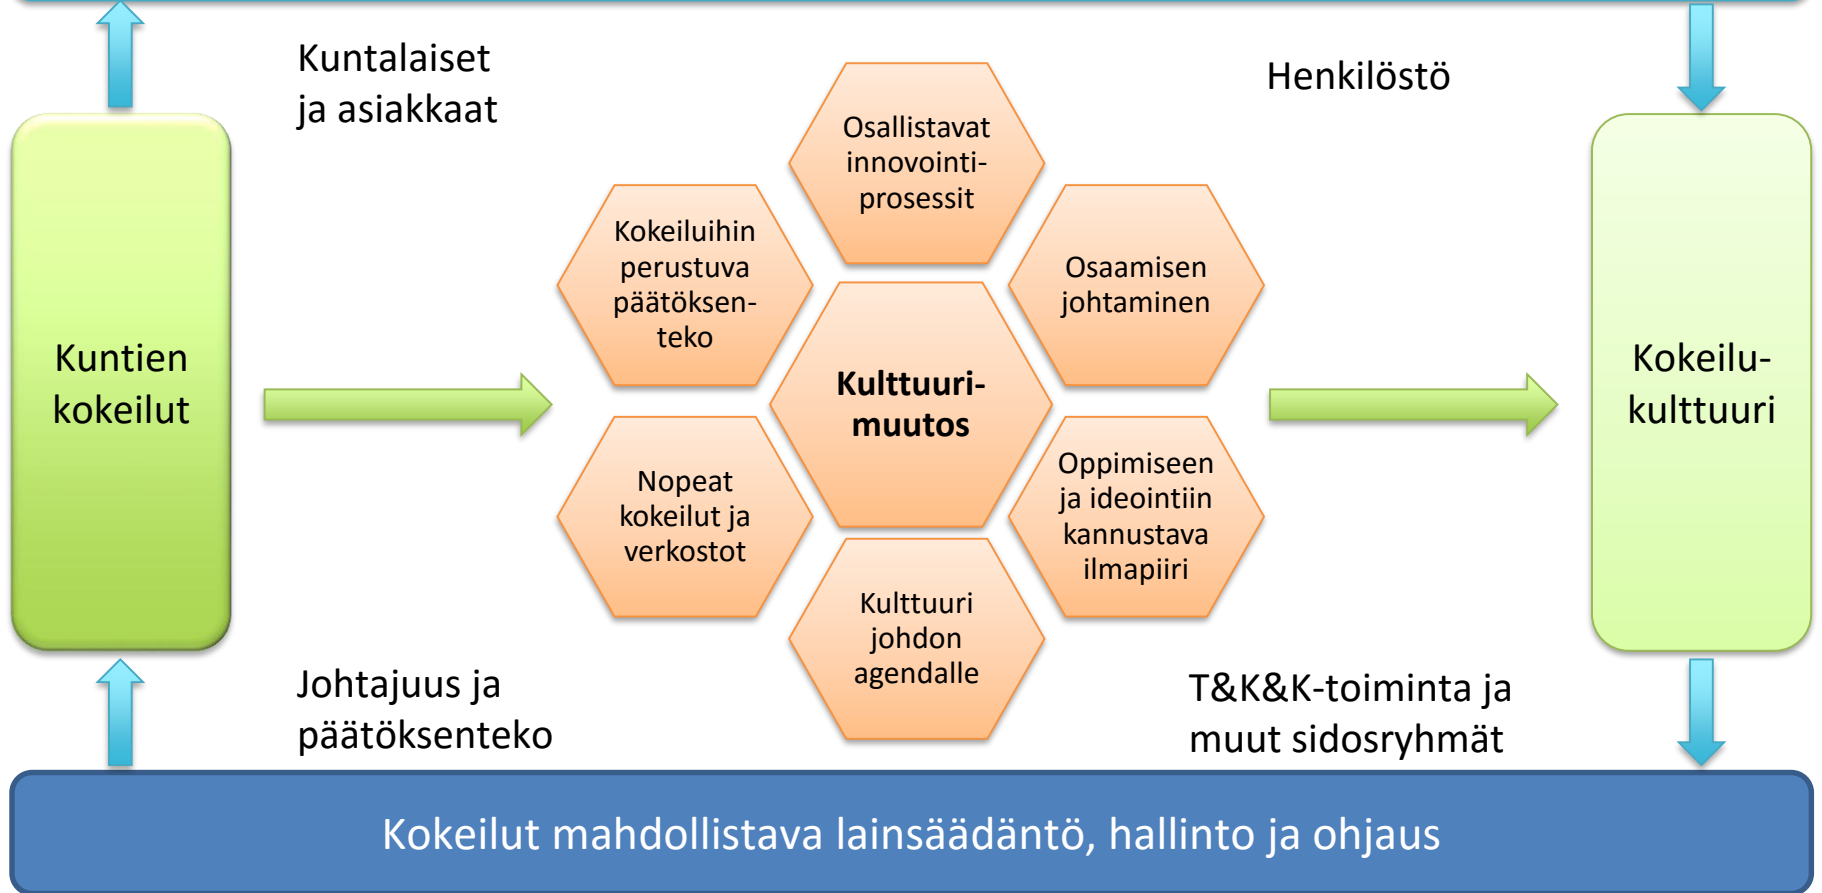 Kuntalaiset
ja asiakkaat
Henkilöstö
Osallistavat
innovointi-
prosessit
Kokeiluihin
perustuva
päätöksen-
teko
Osaamisen
johtaminen
Kuntien
kokeilut
Kulttuuri-
muutos
Kokeilu-
kulttuuri
Nopeat
kokeilut ja
verkostot
Oppimiseen
ja ideointiin
kannustava
ilmapiiri
Kulttuuri
johdon
agendalle
Johtajuus ja
päätöksenteko
T&K&K-toiminta ja
muut sidosryhmät
Kokeilut mahdollistava lainsäädäntö, hallinto ja ohjaus